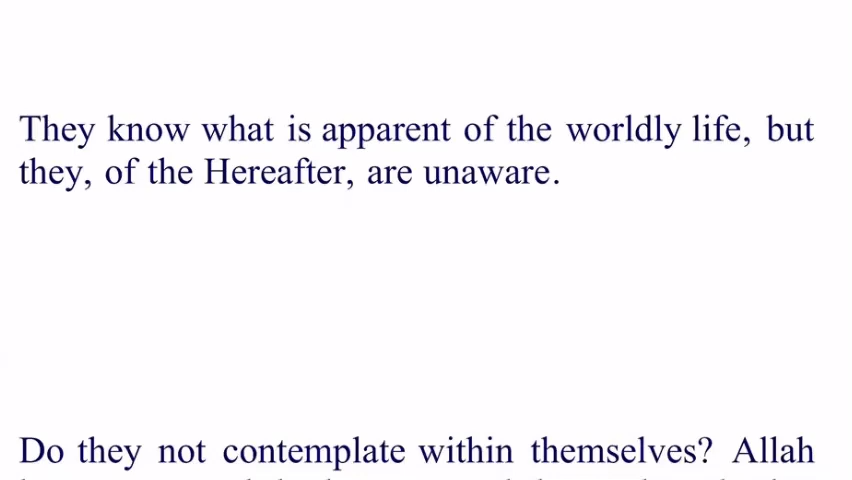 They know what is apparent of the worldly life, but
they, of the Hereafter, are unaware.
Do they not contemplate within themselves? Allah